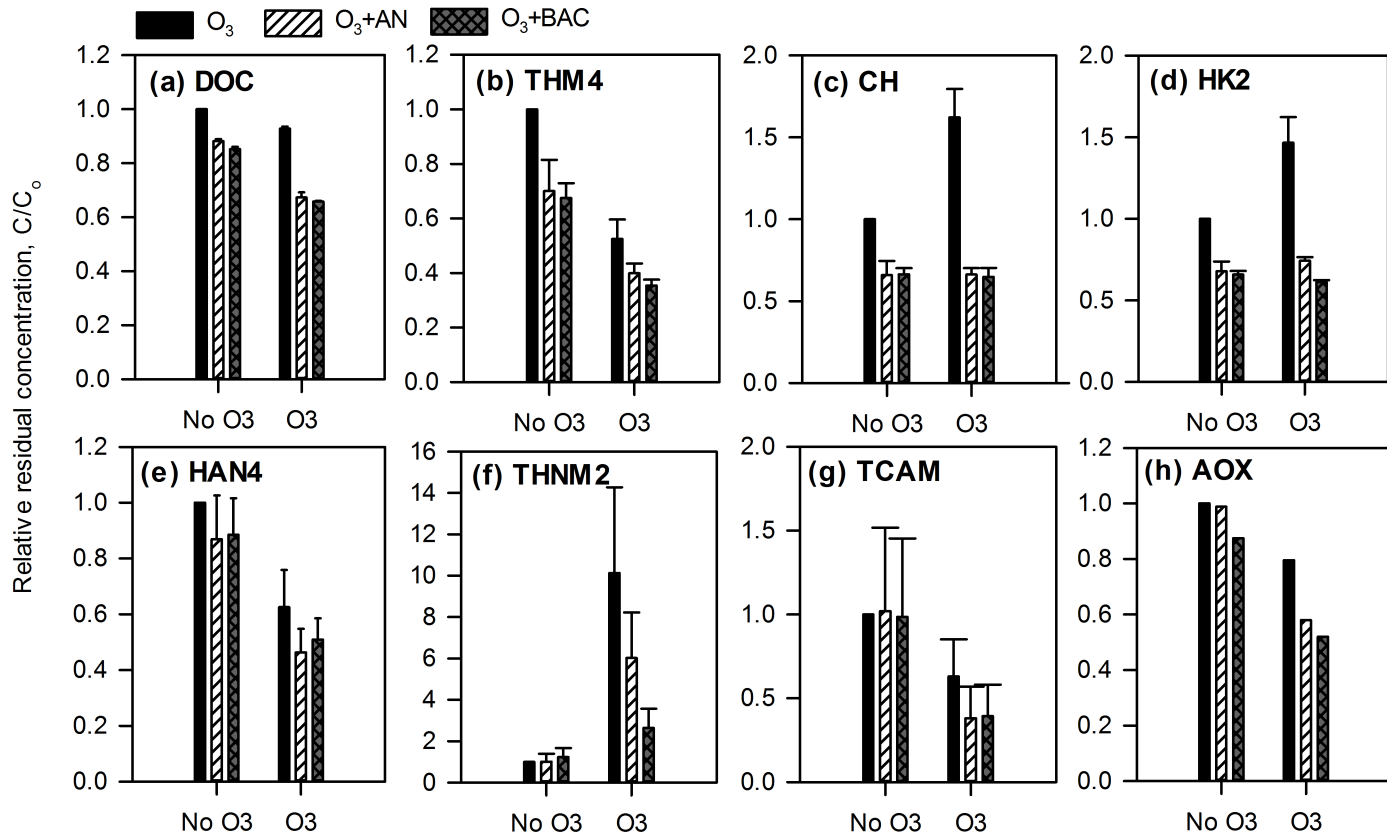 O3 O3+AN O3+BAC
Relative residual concentration, C/Co
(a) DOC
1.2
1.0
0.8
0.6
0.4
0.2
0.0
No O3 O3
(b) THM4
1.2
1.0
0.8
0.6
0.4
0.2
0.0
No O3 O3
(c) CH
2.0
1.5
1.0
0.5
0.0
No O3 O3
(d) HK2
2.0
1.5
1.0
0.5
0.0
No O3 O3
(e) HAN4
1.2
1.0
0.8
0.6
0.4
0.2
0.0
No O3 O3
(f) THNM2
16
14
12
10
8
6
4
2
0
No O3 O3
(g) TCAM
2.0
1.5
1.0
0.5
0.0
No O3 O3
(h) AOX
1.2
1.0
0.8
0.6
0.4
0.2
0.0
No O3 O3